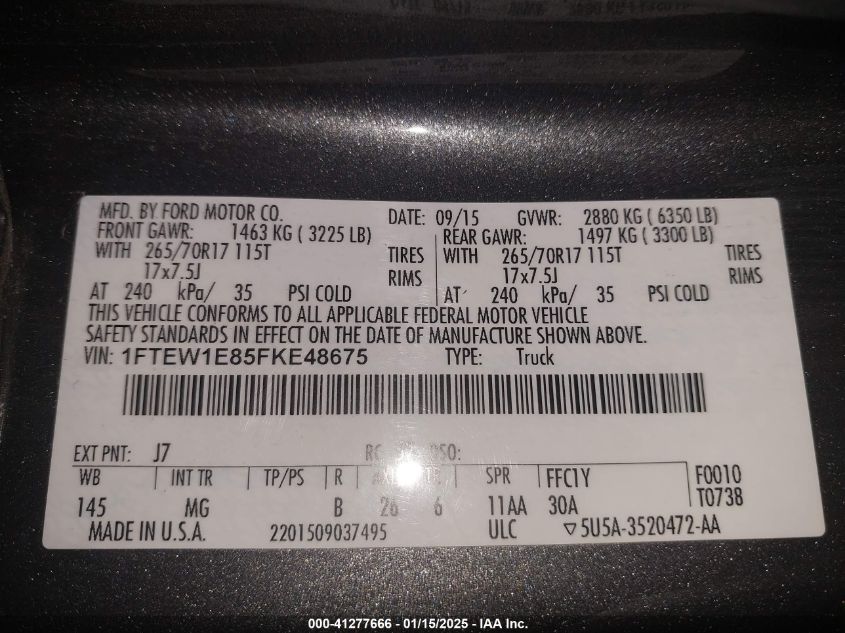 MFD. BY FORD MOTOR CO. DATE: 09/15 GVWR: 2880 KG ( 6350 LB)
FRONT GAWR: 1463 KG ( 3225 LB) REAR GAWR: 1497 KG ( 3300 LB)
WITH 265/70R17 115T TIRES WITH 265/70R17 115T TIRES
17x7.5J RIMS 17x7.5J RIMS
AT 240 kPa/ 35 PSI COLD AT 240 kPa/ 35 PSI COLD
THIS VEHICLE CONFORMS TO ALL APPLICABLE FEDERAL MOTOR VEHICLE
SAFETY STANDARDS IN EFFECT ON THE DATE OF MANUFACTURE SHOWN ABOVE.
VIN: 1FTEW1E85FKE48675 TYPE: Truck
EXT PNT: J7 DSO:
WB INT TR TP/PS R SPR FFC1Y F0010
145 MG B 26 6 11AA 30A T0738
MADE IN U.S.A. 2201509037495 ULC ▽5U5A-3520472-AA
000-41277666 - 01/15/2025 - IAA Inc.